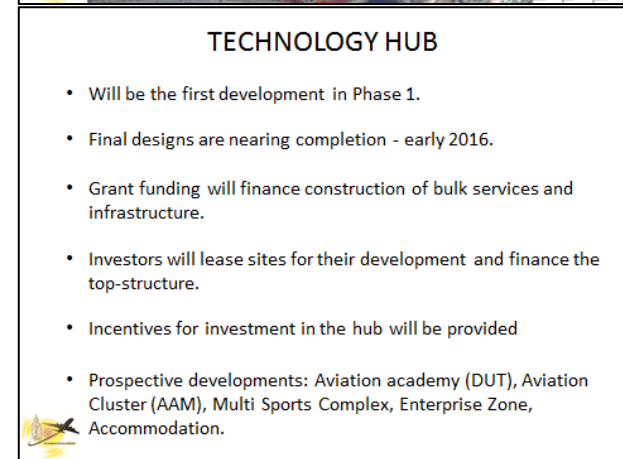 TECHNOLOGY HUB
• Will be the first development in Phase 1.
• Final designs are nearing completion - early 2016.
• Grant funding will finance construction of bulk services and
infrastructure.
• Investors will lease sites for their development and finance the
top-structure.
• Incentives for investment in the hub will be provided
• Prospective developments: Aviation academy (DUT), Aviation
Cluster (AAM), Multi Sports Complex, Enterprise Zone,
Accommodation.